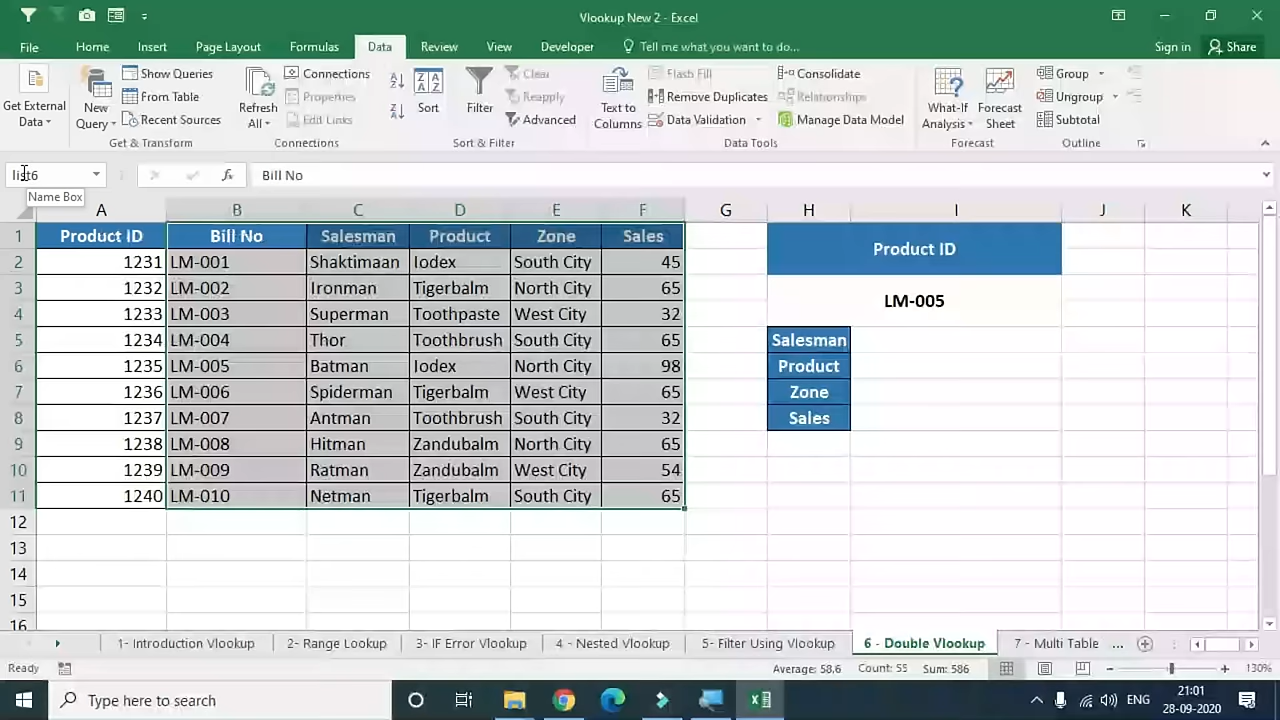 Vlookup New 2 - Excel
File Home Insert Page Layout Formulas Data Review View Developer Tell me what you want to do... Sign in Share
Get External Data
New Query
Show Queries
From Table
Recent Sources
Get & Transform
Refresh All
Connections
Properties
Edit Links
Connections
Sort
Filter
Clear
Reapply
Advanced
Sort & Filter
Text to Columns
Flash Fill
Remove Duplicates
Data Validation
Consolidate
Relationships
Manage Data Model
Data Tools
What-If Analysis
Forecast Sheet
Forecast
Group
Ungroup
Subtotal
Outline
list6 fx Bill No
Name Box
A B C D E F G H I J K
1 Product ID Bill No Salesman Product Zone Sales
2 1231 LM-001 Shaktimaan Iodex South City 45
3 1232 LM-002 Ironman Tigerbalm North City 65
4 1233 LM-003 Superman Toothpaste West City 32
5 1234 LM-004 Thor Toothbrush South City 65
6 1235 LM-005 Batman Iodex North City 98
7 1236 LM-006 Spiderman Tigerbalm West City 65
8 1237 LM-007 Antman Toothbrush South City 32
9 1238 LM-008 Hitman Zandubalm North City 65
10 1239 LM-009 Ratman Zandubalm West City 54
11 1240 LM-010 Netman Tigerbalm South City 65
12
13
14
15
16
Product ID
LM-005
Salesman
Product
Zone
Sales
1- Introduction Vlookup 2- Range Lookup 3- IF Error Vlookup 4 - Nested Vlookup 5- Filter Using Vlookup 6 - Double Vlookup 7 - Multi Table ...
Ready Average: 58.6 Count: 55 Sum: 586 130%
Type here to search ENG 21:01
28-09-2020